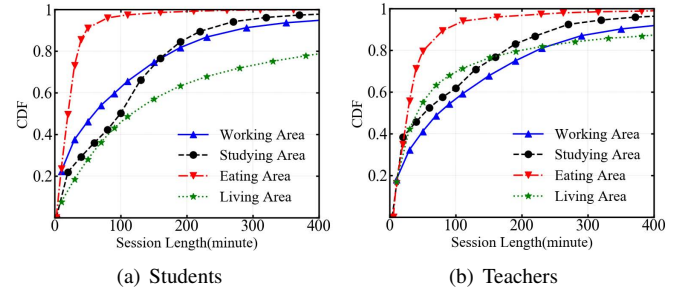 1
0.8
0.6
0.4
0.2
CDF
0 100 200 300 400
Session Length(minute)
Working Area
Studying Area
Eating Area
Living Area
(a) Students
1
0.8
0.6
0.4
0.2
CDF
0 100 200 300 400
Session Length(minute)
Working Area
Studying Area
Eating Area
Living Area
(b) Teachers